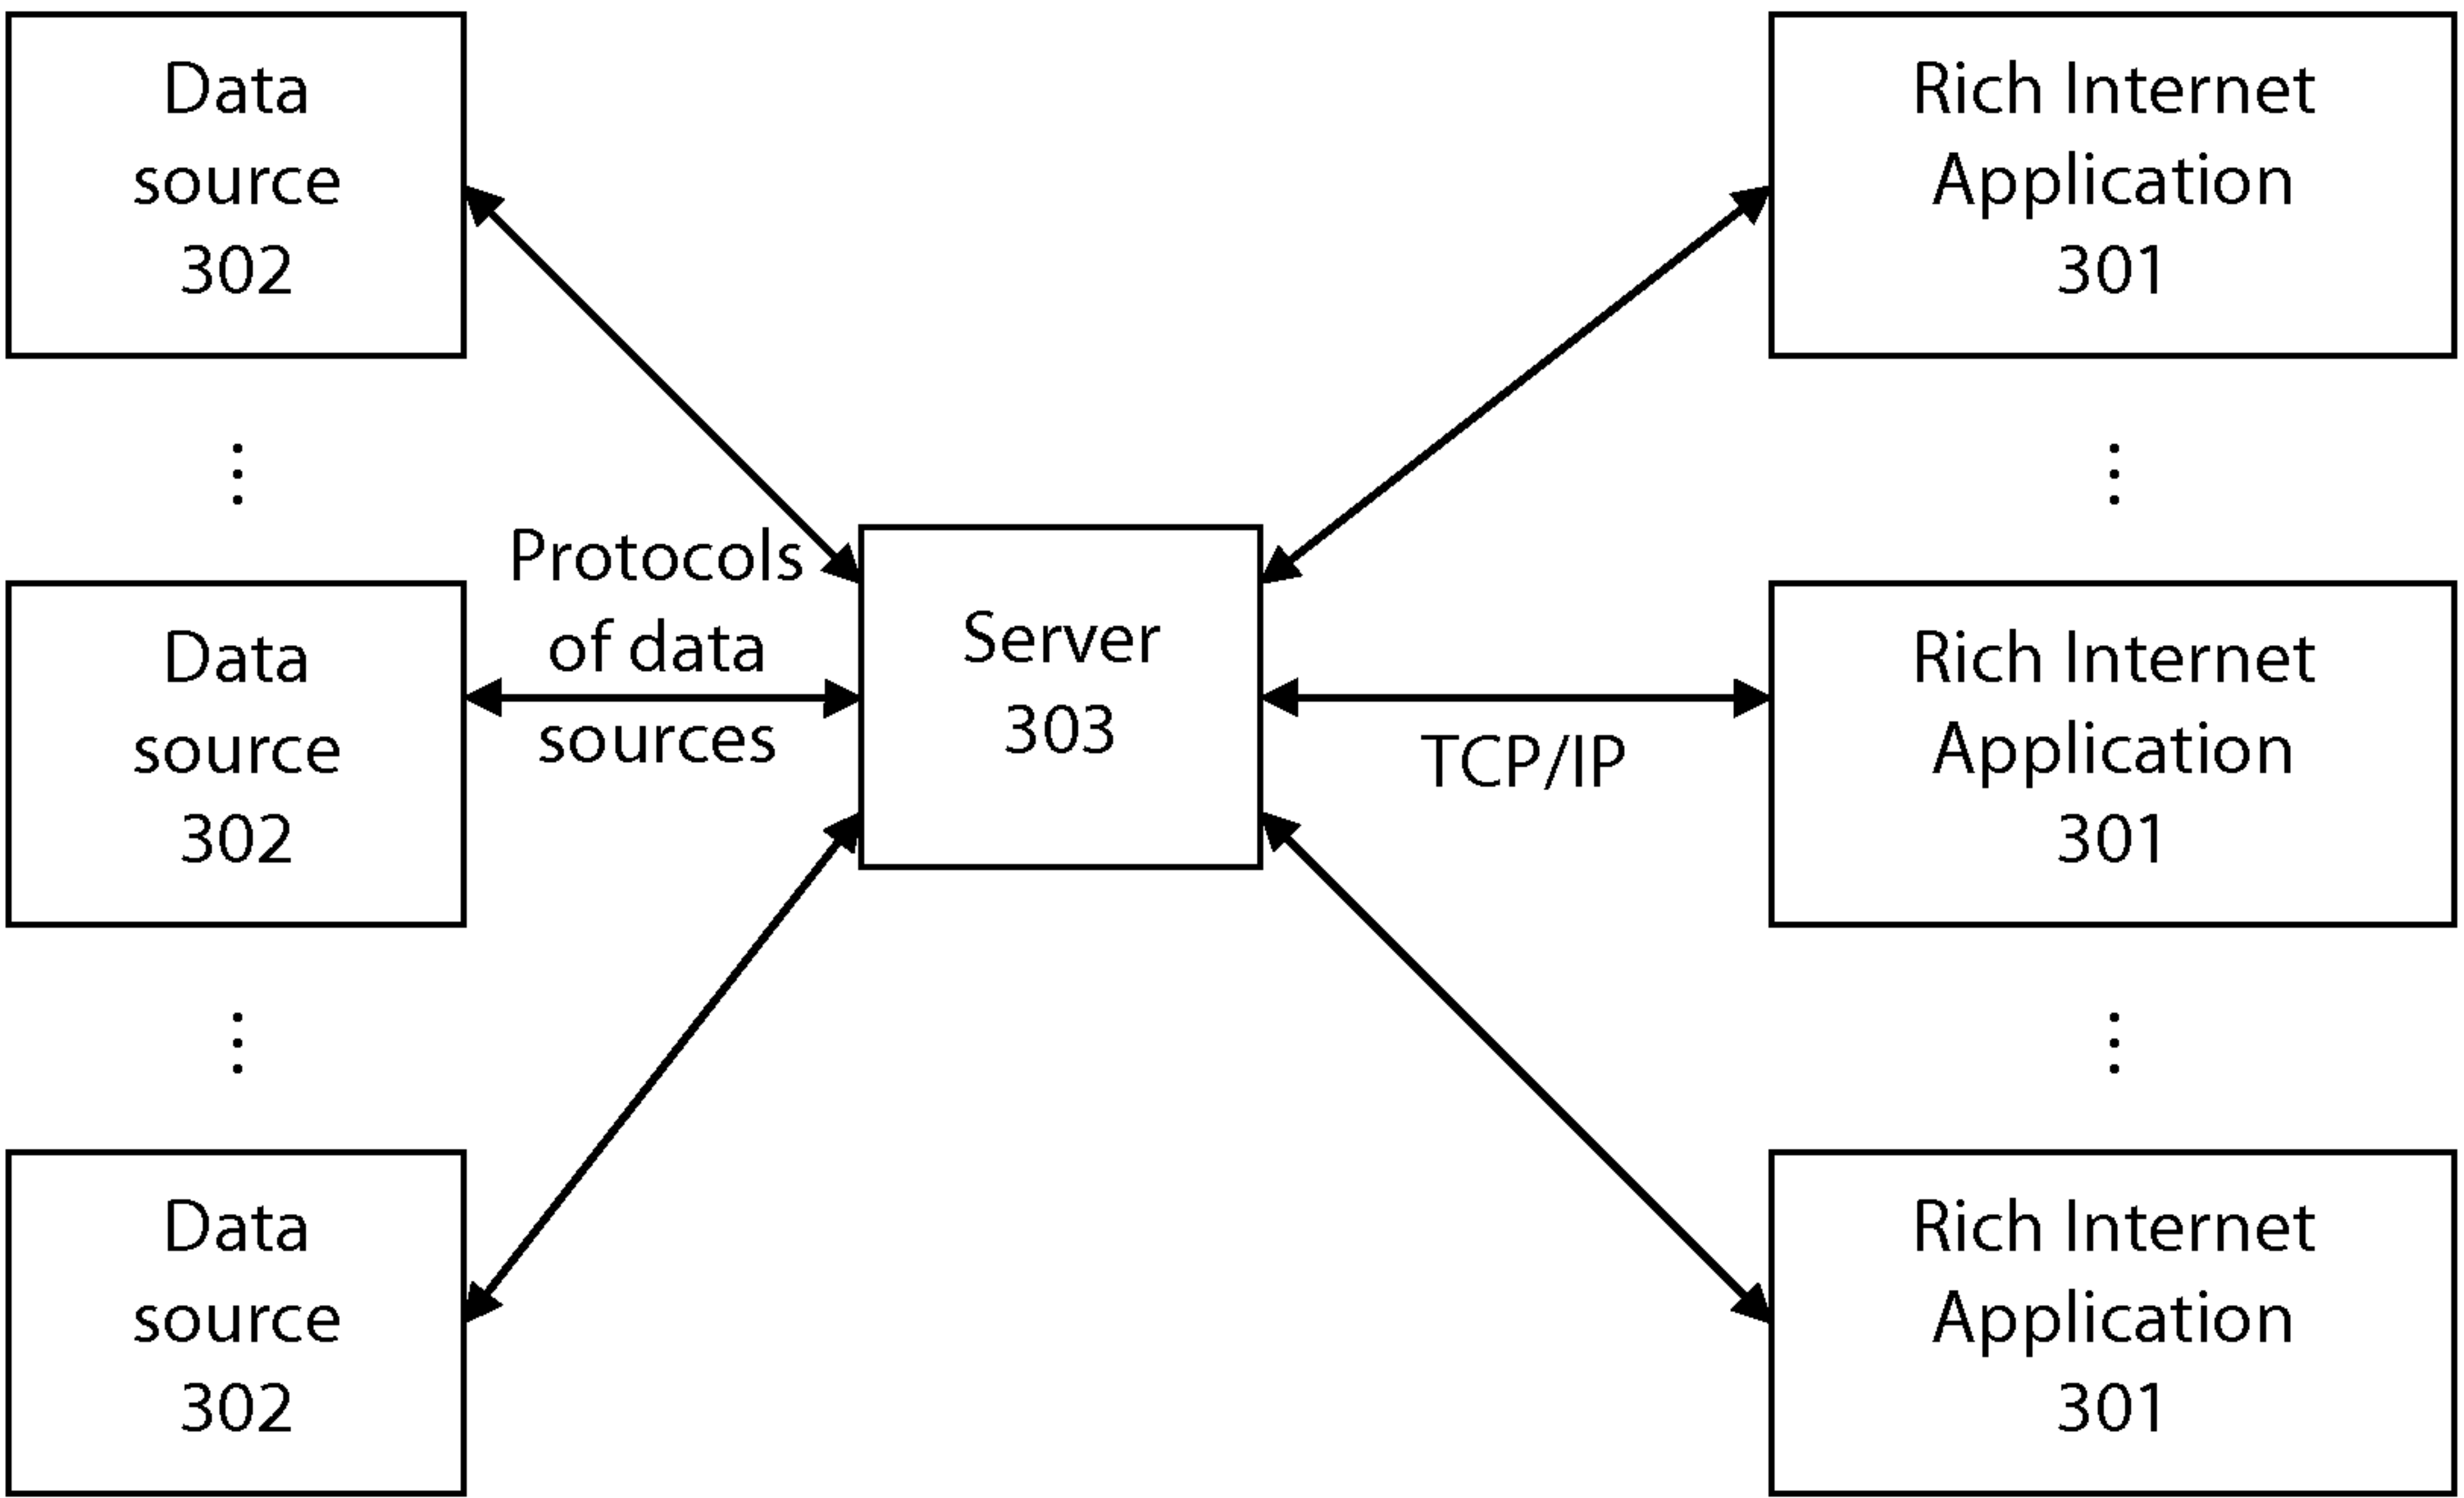 Data
source
302
Rich Internet
Application
301
Protocols
of data
sources
Server
303
TCP/IP
Data
source
302
Rich Internet
Application
301
Data
source
302
Rich Internet
Application
301